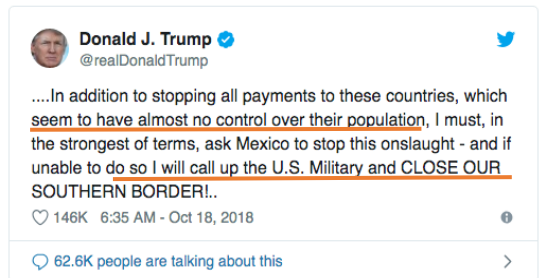 Donald J. Trump
@realDonaldTrump
....In addition to stopping all payments to these countries, which
seem to have almost no control over their population, I must, in
the strongest of terms, ask Mexico to stop this onslaught - and if
unable to do so I will call up the U.S. Military and CLOSE OUR
SOUTHERN BORDER!..
146K 6:35 AM - Oct 18, 2018
62.6K people are talking about this